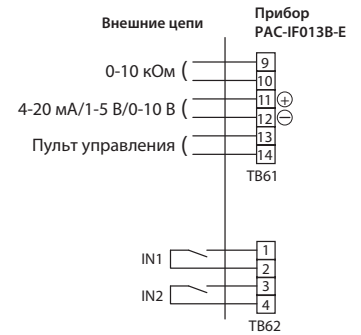 Внешние цепи
Прибор
PAC-IF013B-E
0-10 кОм (
9
10
4-20 мА/1-5 В/0-10 В (
11 +
12 −
Пульт управления (
13
14
TB61
IN1
1
2
IN2
3
4
TB62